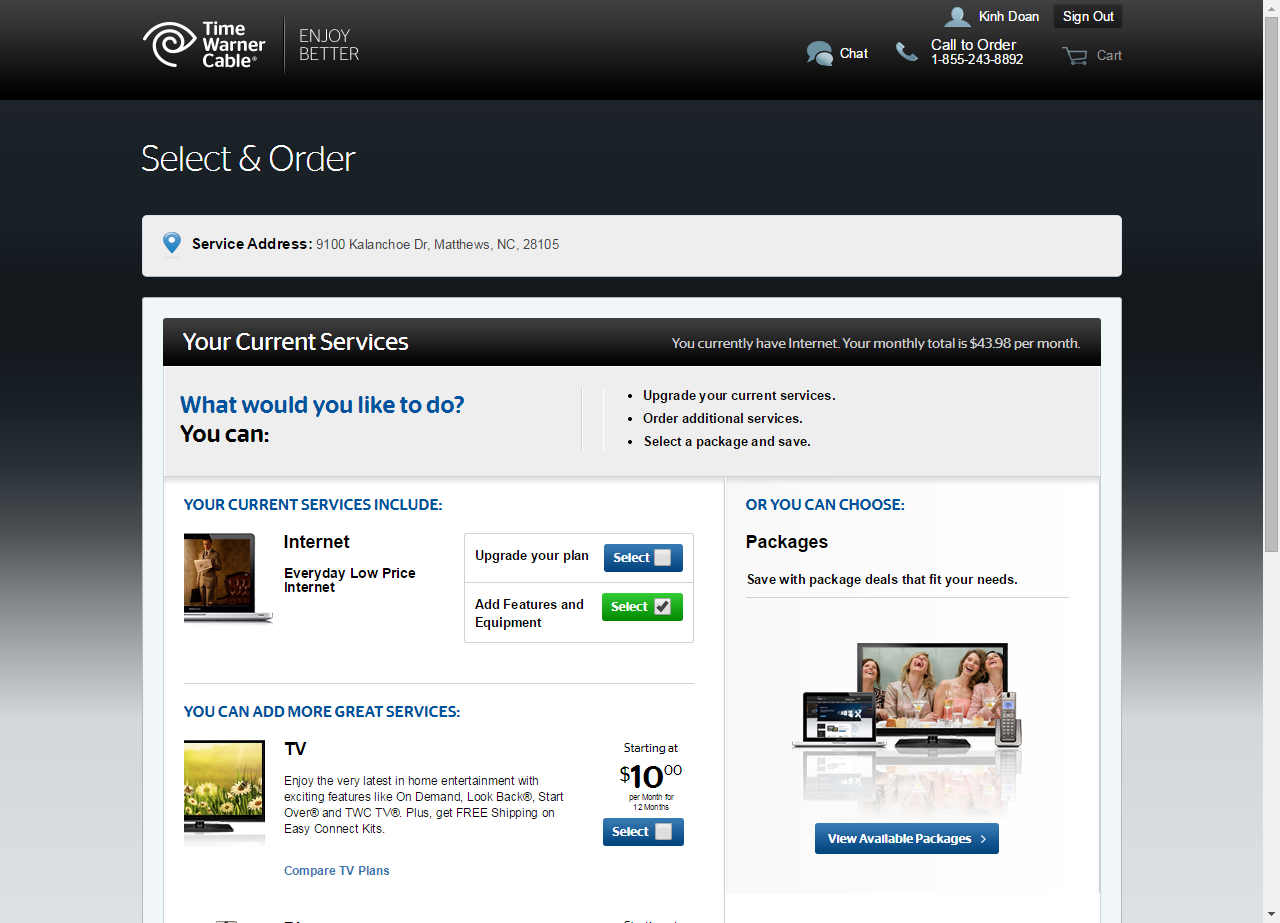 Time
Warner
Cable®
ENJOY
BETTER
Kinh Doan
Sign Out
Chat
Call to Order
1-855-243-8892
Cart
Select & Order
Service Address: 9100 Kalanchoe Dr, Matthews, NC, 28105
Your Current Services
You currently have Internet. Your monthly total is $43.98 per month.
What would you like to do?
You can:
• Upgrade your current services.
• Order additional services.
• Select a package and save.
YOUR CURRENT SERVICES INCLUDE:
Internet
Everyday Low Price
Internet
Upgrade your plan
Select
Add Features and
Equipment
Select
YOU CAN ADD MORE GREAT SERVICES:
TV
Enjoy the very latest in home entertainment with
exciting features like On Demand, Look Back®, Start
Over® and TWC TV®. Plus, get FREE Shipping on
Easy Connect Kits.
Compare TV Plans
Starting at
$10 00
per Month for
12 Months
Select
OR YOU CAN CHOOSE:
Packages
Save with package deals that fit your needs.
View Available Packages >